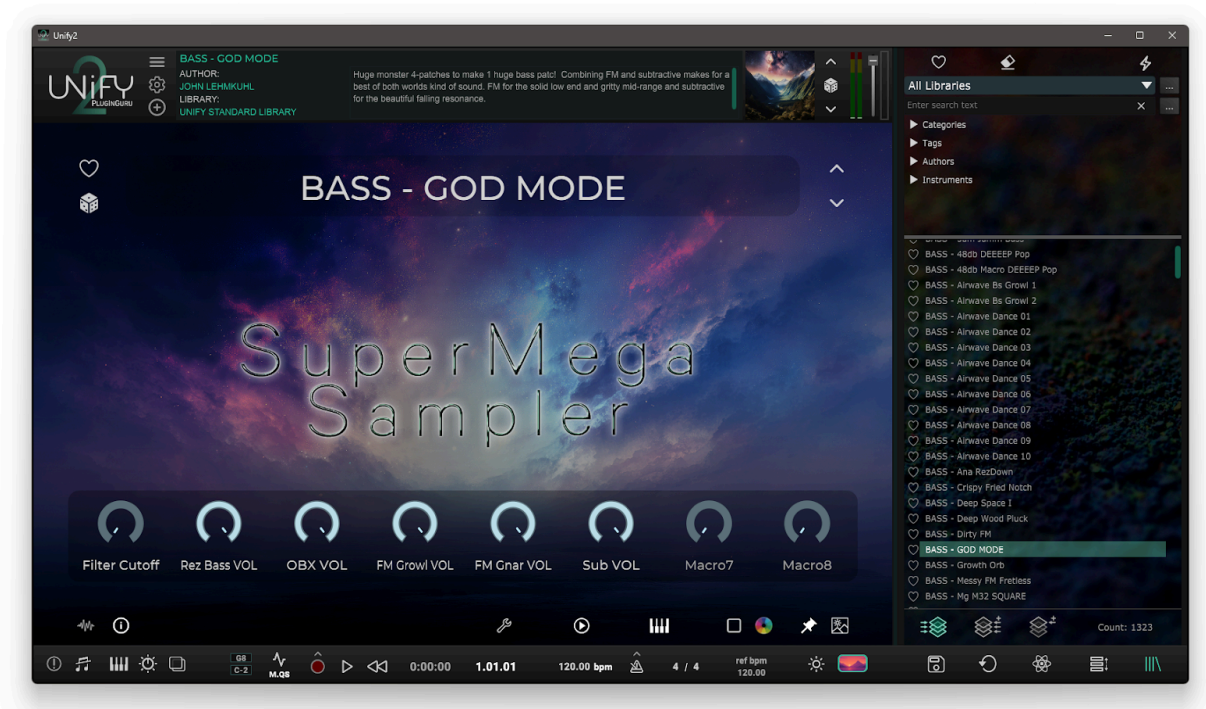 Unify2
UNiFY 2
PLUGINGURU
BASS - GOD MODE
AUTHOR:
JOHN LEHMKUHL
LIBRARY:
UNIFY STANDARD LIBRARY
Huge monster 4-patches to make 1 huge bass patc!  Combining FM and subtractive makes for a
best of both worlds kind of sound. FM for the solid low end and gritty mid-range and subtractive
for the beautiful falling resonance.
All Libraries
...
Enter search text
X
...
Categories
Tags
Authors
Instruments
BASS - GOD MODE
SuperMega
Sampler
Filter Cutoff
Rez Bass VOL
OBX VOL
FM Growl VOL
FM Gnar VOL
Sub VOL
Macro7
Macro8
BASS - 48db DEEEEP Pop
BASS - 48db Macro DEEEEP Pop
BASS - Airwave Bs Growl 1
BASS - Airwave Bs Growl 2
BASS - Airwave Dance 01
BASS - Airwave Dance 02
BASS - Airwave Dance 03
BASS - Airwave Dance 04
BASS - Airwave Dance 05
BASS - Airwave Dance 06
BASS - Airwave Dance 07
BASS - Airwave Dance 08
BASS - Airwave Dance 09
BASS - Airwave Dance 10
BASS - Ana RezDown
BASS - Crispy Fried Notch
BASS - Deep Space I
BASS - Deep Wood Pluck
BASS - Dirty FM
BASS - GOD MODE
BASS - Growth Orb
BASS - Messy FM Fretless
BASS - Mg M32 SQUARE
Count: 1323
G8
C-2
M.QS
0:00:00
1.01.01
120.00 bpm
4 / 4
ref bpm
120.00